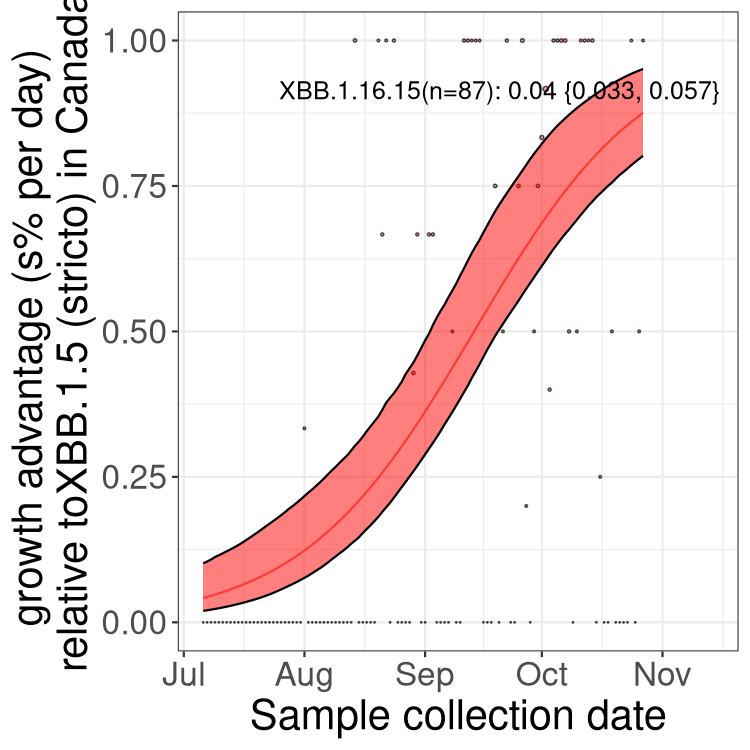 growth advantage (s% per day)
relative toXBB.1.5 (stricto) in Canada
1.00
0.75
0.50
0.25
0.00
XBB.1.16.15(n=87): 0.04 {0.033, 0.057}
Jul Aug Sep Oct Nov
Sample collection date